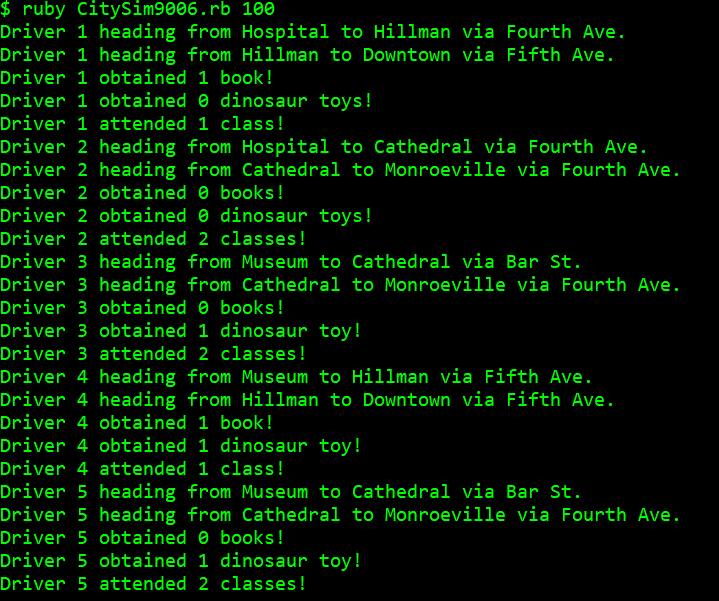 $ ruby CitySim9006.rb 100
Driver 1 heading from Hospital to Hillman via Fourth Ave.
Driver 1 heading from Hillman to Downtown via Fifth Ave.
Driver 1 obtained 1 book!
Driver 1 obtained 0 dinosaur toys!
Driver 1 attended 1 class!
Driver 2 heading from Hospital to Cathedral via Fourth Ave.
Driver 2 heading from Cathedral to Monroeville via Fourth Ave.
Driver 2 obtained 0 books!
Driver 2 obtained 0 dinosaur toys!
Driver 2 attended 2 classes!
Driver 3 heading from Museum to Cathedral via Bar St.
Driver 3 heading from Cathedral to Monroeville via Fourth Ave.
Driver 3 obtained 0 books!
Driver 3 obtained 1 dinosaur toy!
Driver 3 attended 2 classes!
Driver 4 heading from Museum to Hillman via Fifth Ave.
Driver 4 heading from Hillman to Downtown via Fifth Ave.
Driver 4 obtained 1 book!
Driver 4 obtained 1 dinosaur toy!
Driver 4 attended 1 class!
Driver 5 heading from Museum to Cathedral via Bar St.
Driver 5 heading from Cathedral to Monroeville via Fourth Ave.
Driver 5 obtained 0 books!
Driver 5 obtained 1 dinosaur toy!
Driver 5 attended 2 classes!